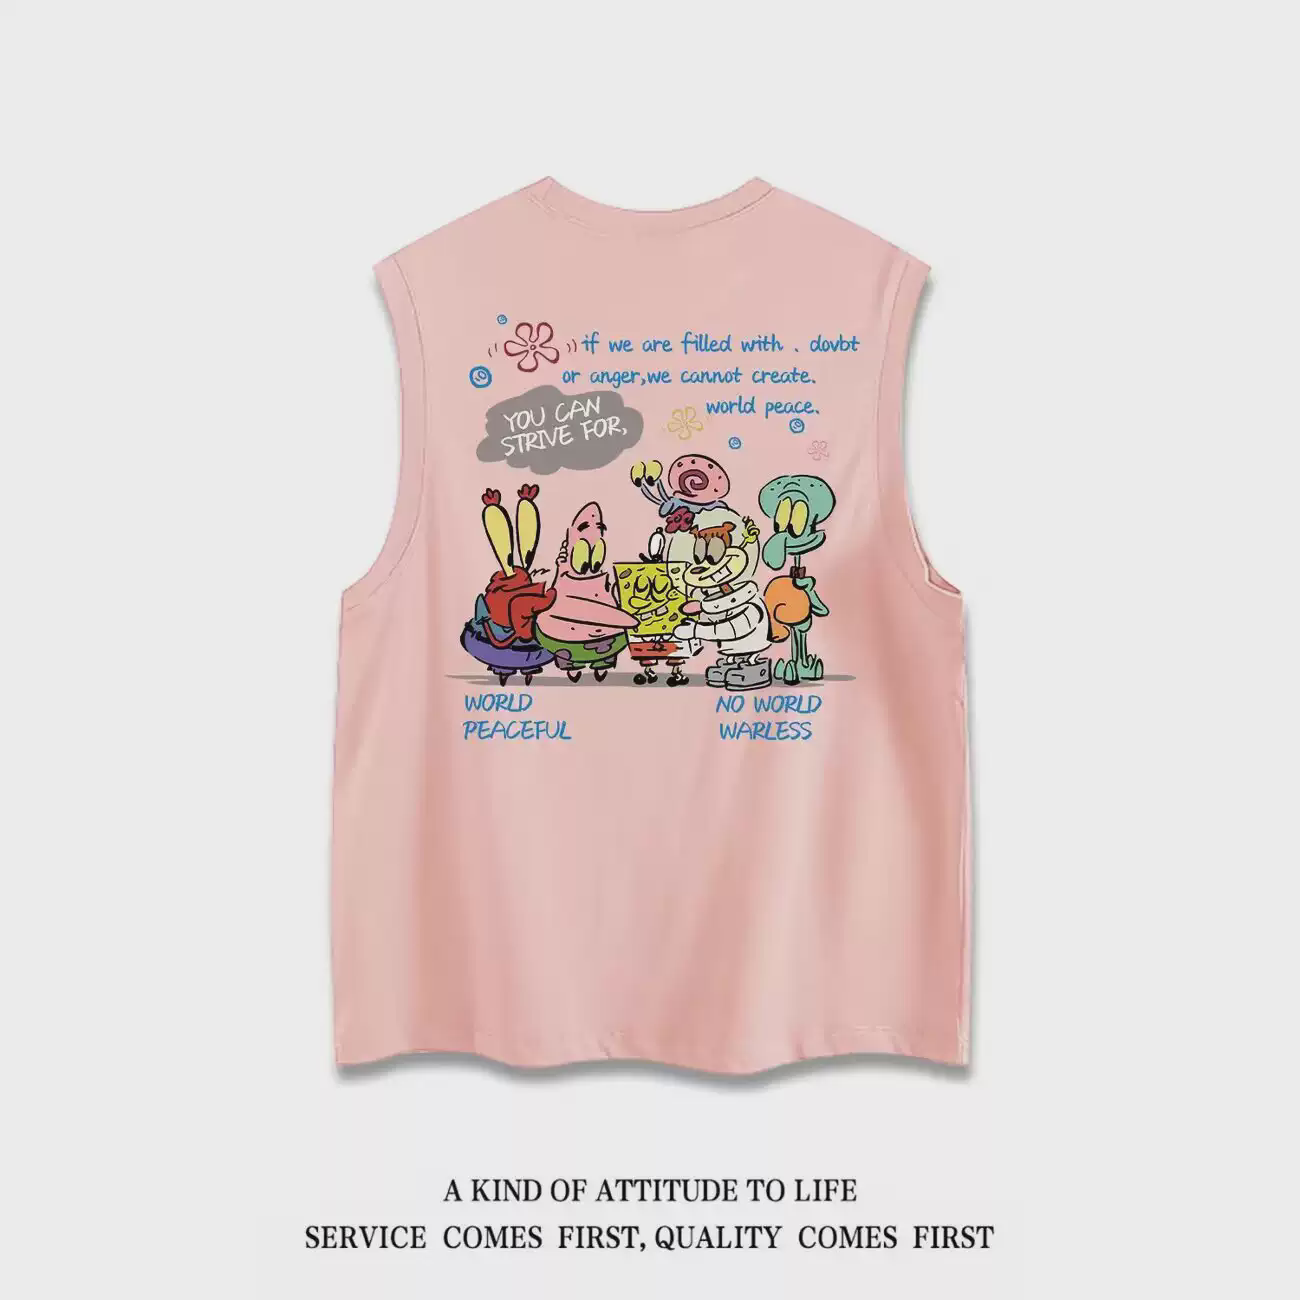 if we are filled with . dovbt
or anger,we cannot create.
world peace.
YOU CAN
STRIVE FOR,
WORLD
PEACEFUL
NO WORLD
WARLESS
A KIND OF ATTITUDE TO LIFE
SERVICE COMES FIRST, QUALITY COMES FIRST